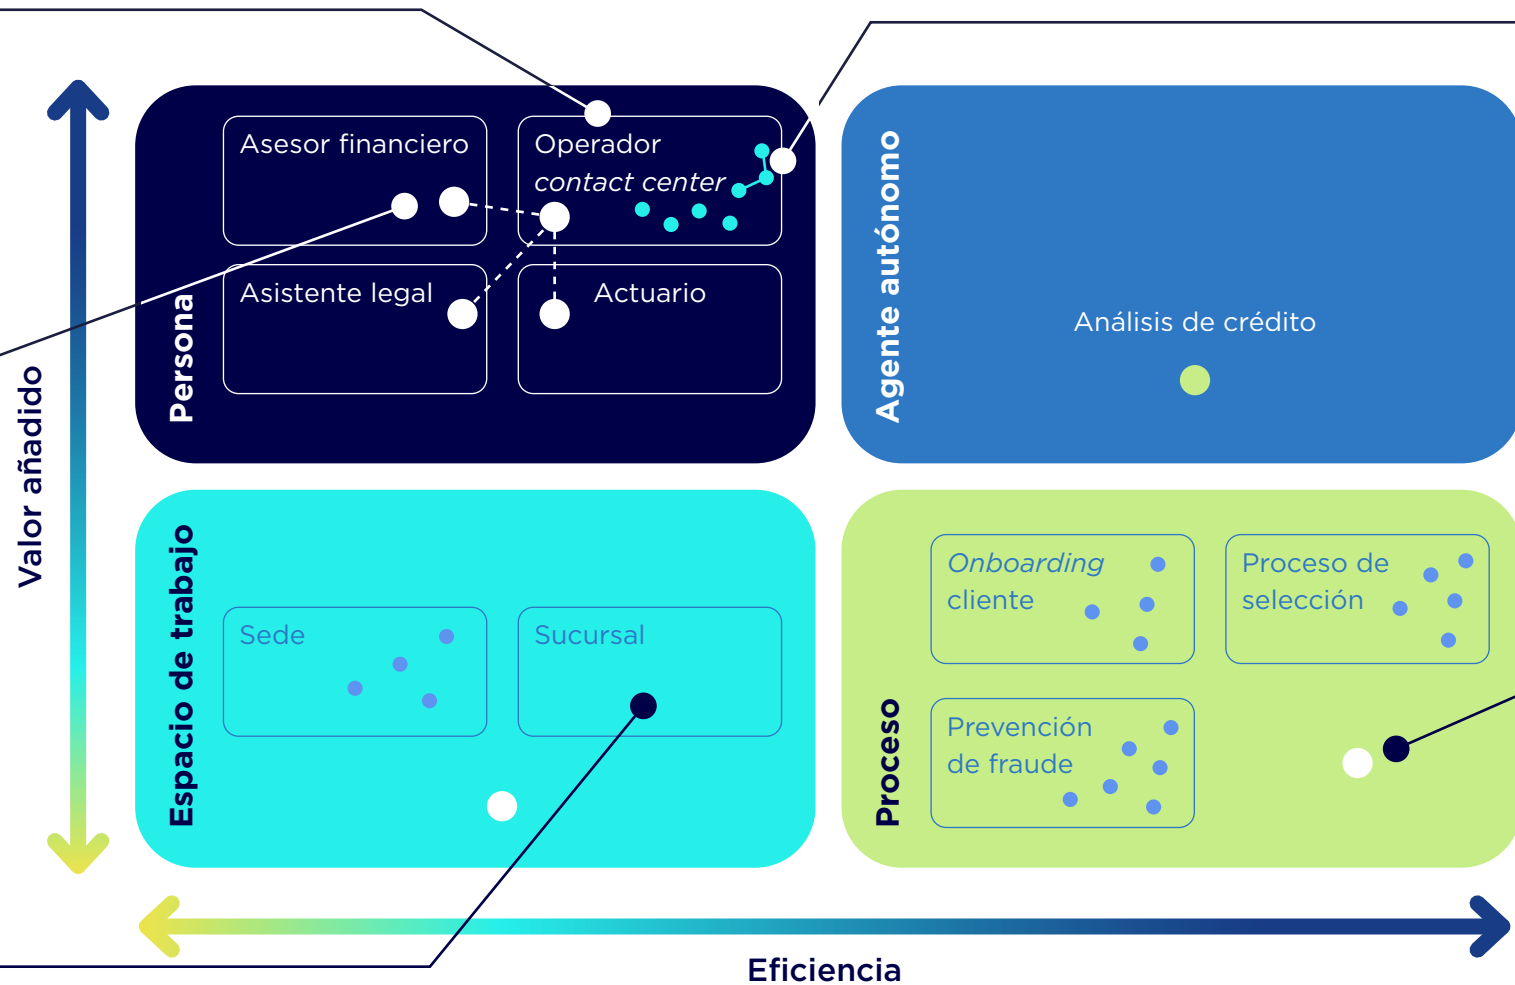 Valor añadido
Persona
Asesor financiero
Operador
contact center
Asistente legal
Actuario
Agente autónomo
Análisis de crédito
Espacio de trabajo
Sede
Sucursal
Proceso
Onboarding
cliente
Proceso de
selección
Prevención
de fraude
Eficiencia